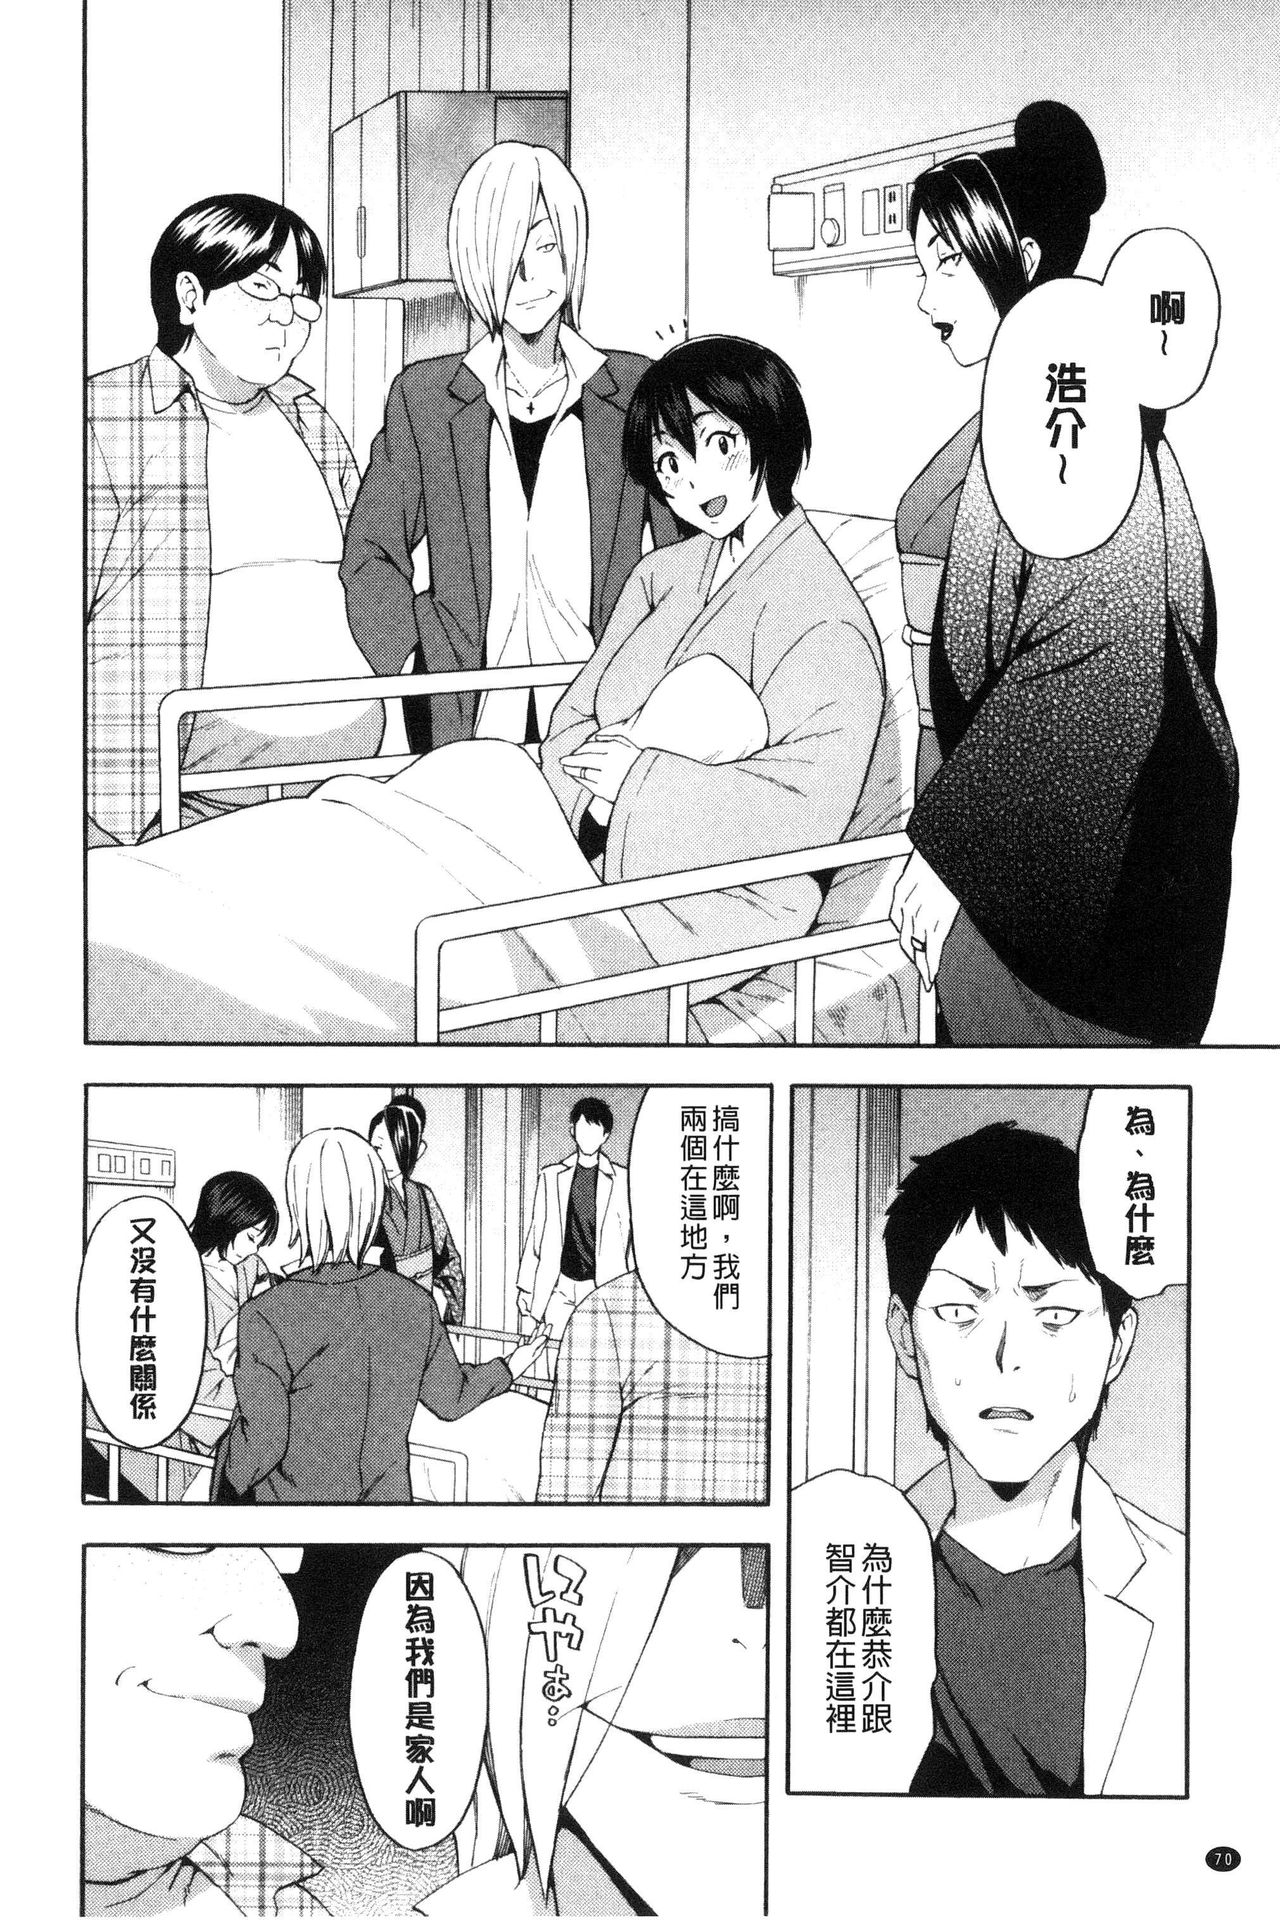 啊～
浩介～
為、為什麼
為什麼恭介跟
智介都在這裡
搞什麼啊，我們
兩個在這地方
又沒有什麼關係
いやぁ…
因為我們是家人啊
70